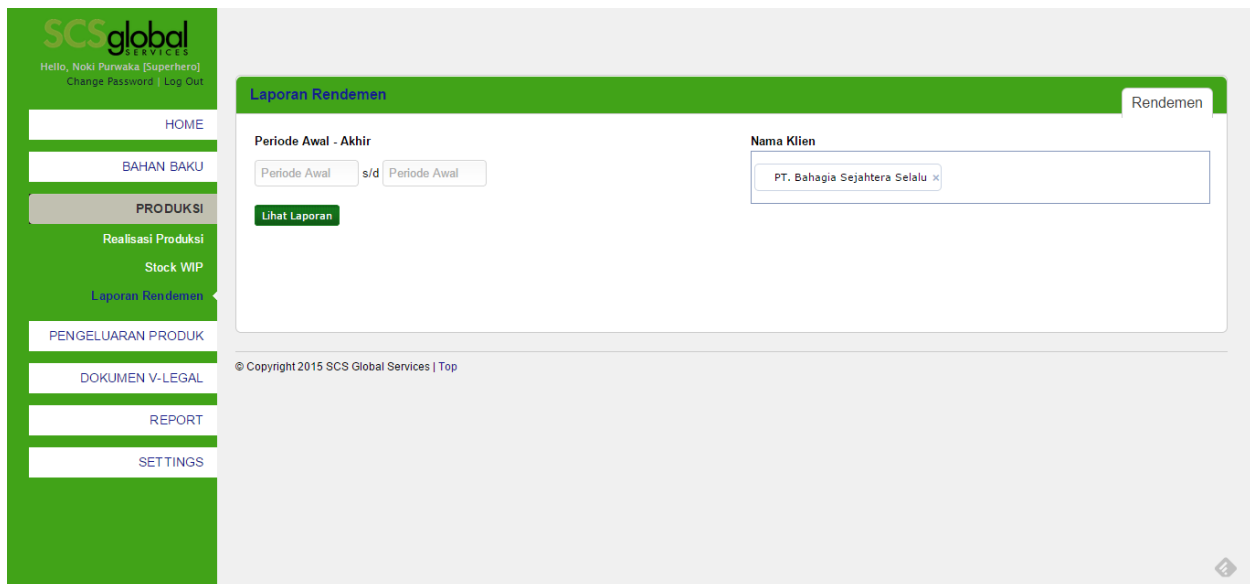 SCSglobal
SERVICES
Hello, Noki Purwaka [Superhero]
Change Password | Log Out
HOME
BAHAN BAKU
PRODUKSI
Realisasi Produksi
Stock WIP
Laporan Rendemen
PENGELUARAN PRODUK
DOKUMEN V-LEGAL
REPORT
SETTINGS
Laporan Rendemen
Rendemen
Periode Awal - Akhir
Periode Awal s/d Periode Awal
Lihat Laporan
Nama Klien
PT. Bahagia Sejahtera Selalu ×
© Copyright 2015 SCS Global Services | Top